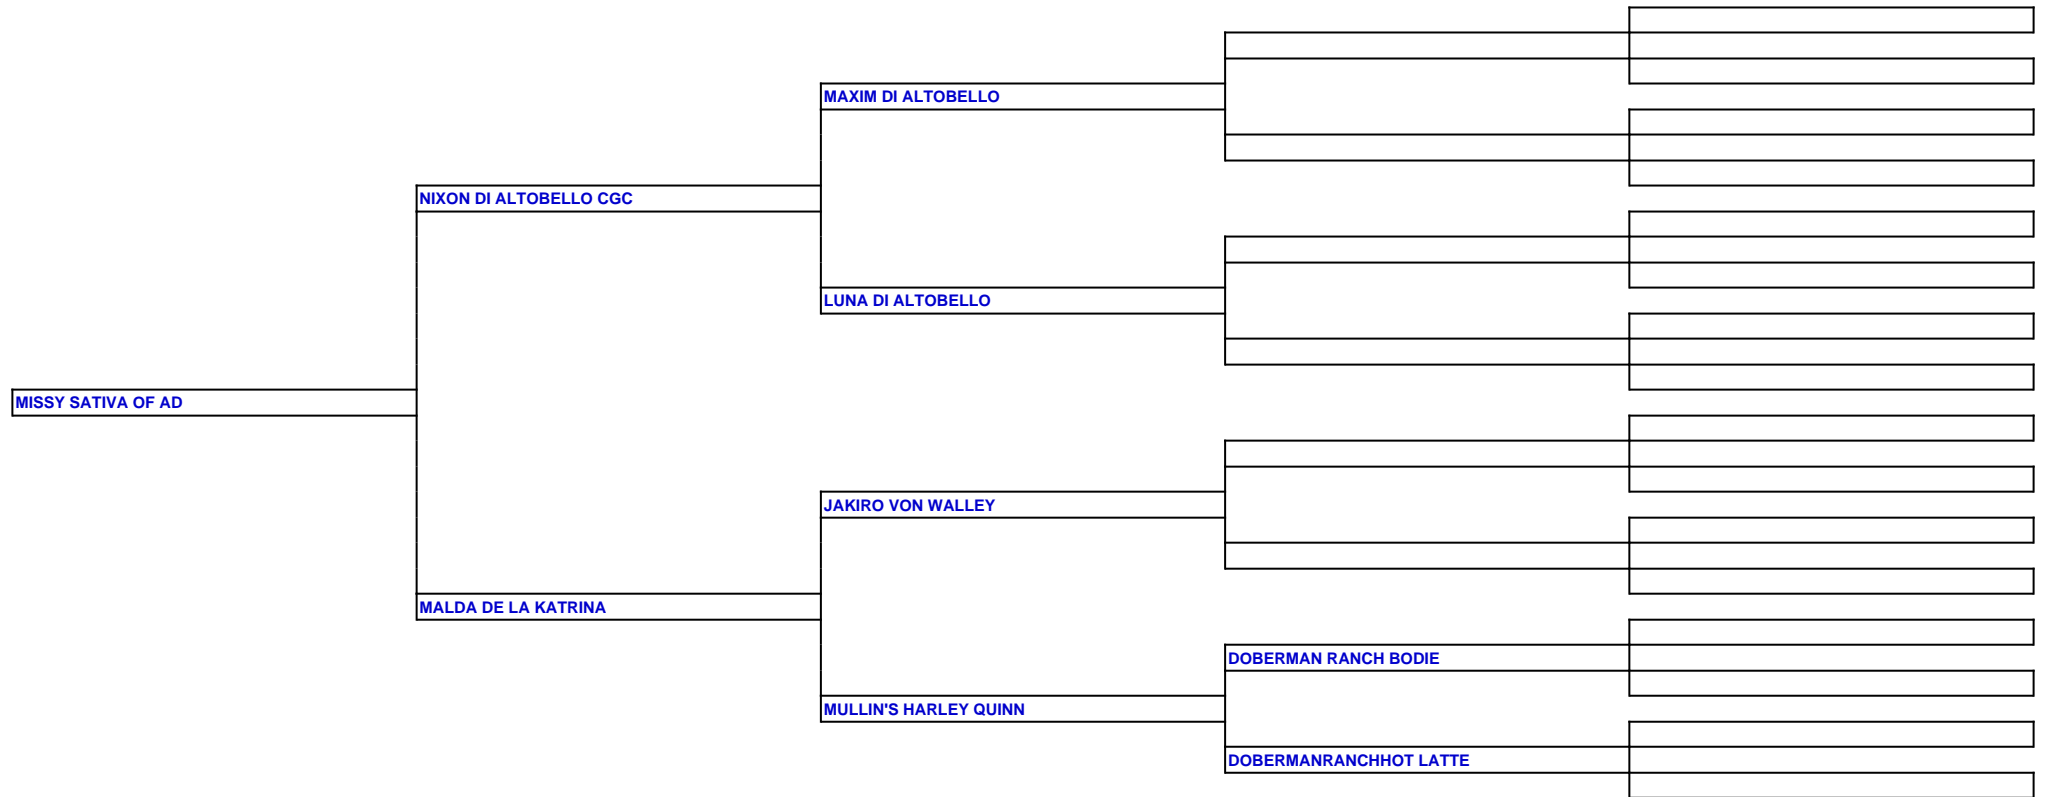 MAXIM DI ALTOBELLO
NIXON DI ALTOBELLO CGC
LUNA DI ALTOBELLO
MISSY SATIVA OF AD
JAKIRO VON WALLEY
MALDA DE LA KATRINA
DOBERMAN RANCH BODIE
MULLIN'S HARLEY QUINN
DOBERMANRANCHHOT LATTE